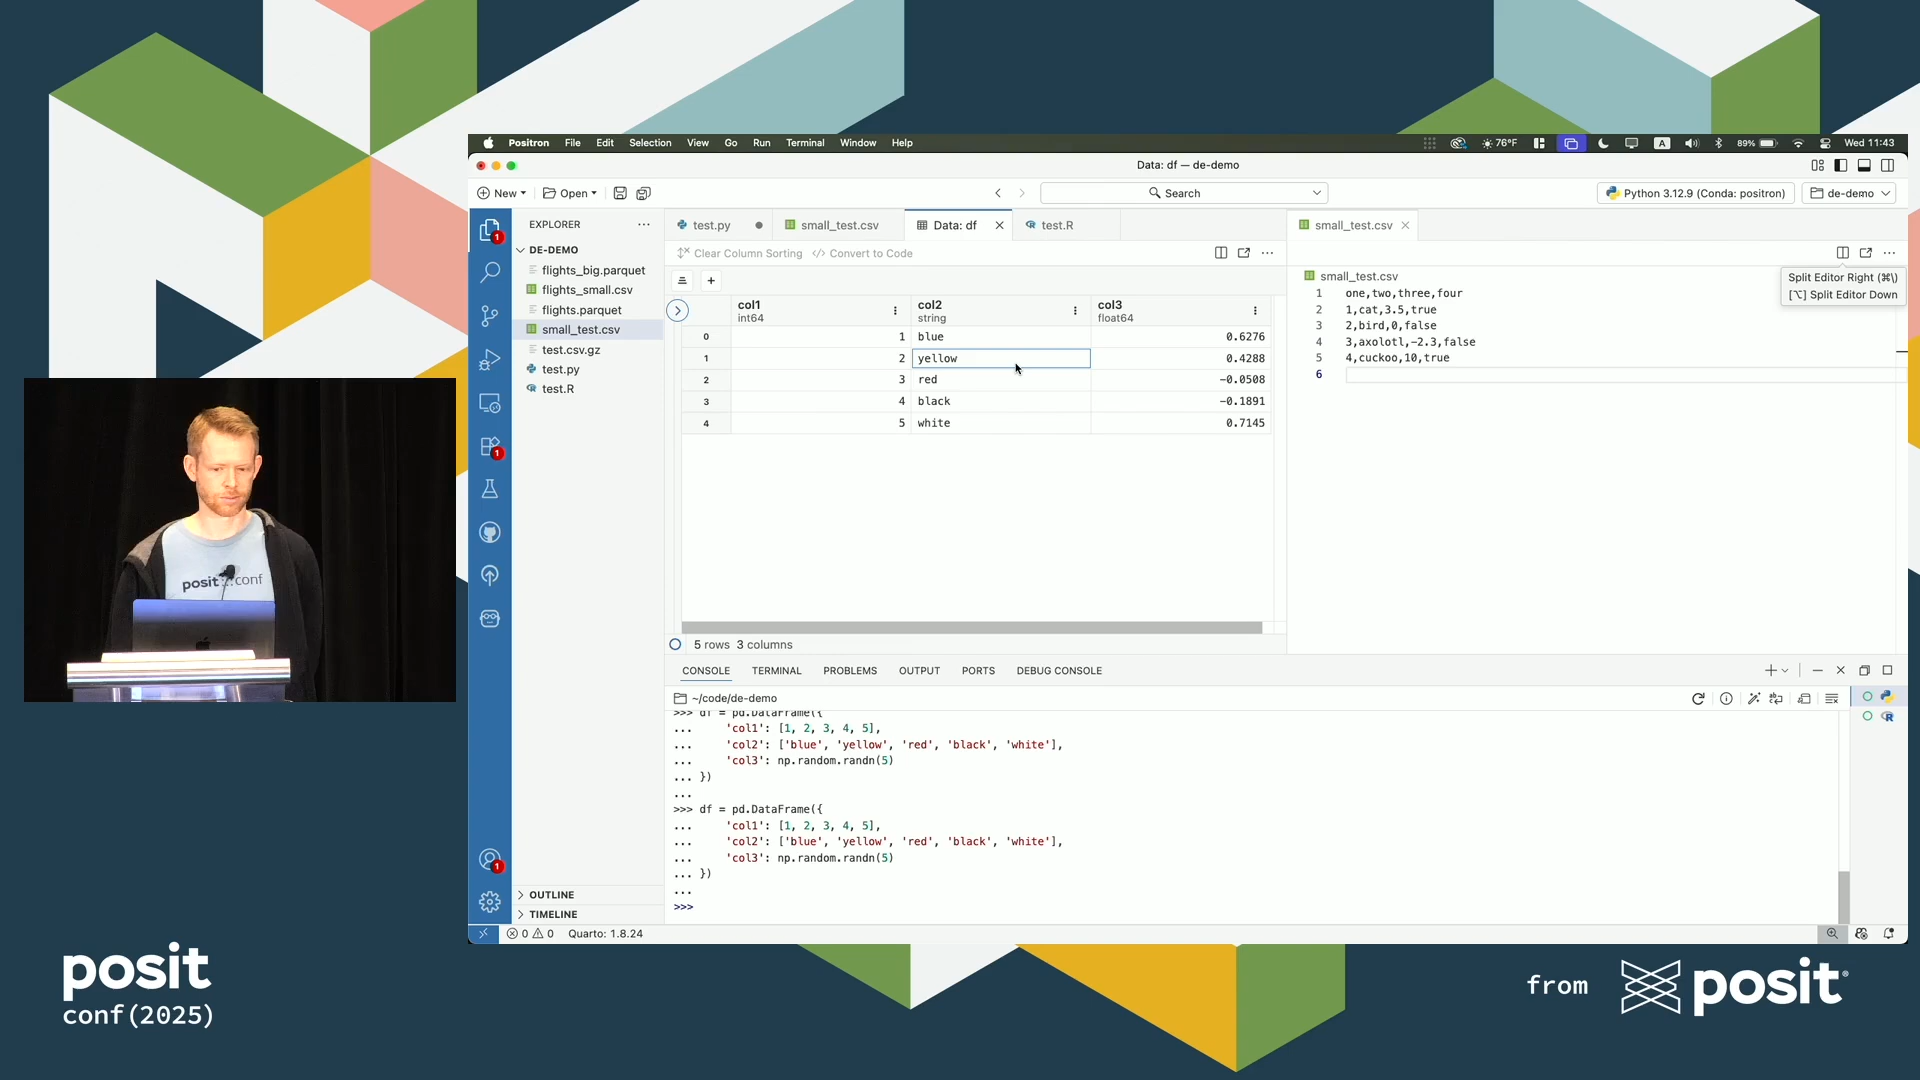 Positron File Edit Selection View Go Run Terminal Window Help
76°F A 89% Wed 11:43
Data: df — de-demo
New Open Search Python 3.12.9 (Conda: positron) de-demo
EXPLORER
DE-DEMO
flights_big.parquet
flights_small.csv
flights.parquet
small_test.csv
test.csv.gz
test.py
test.R
OUTLINE
TIMELINE
1
1
1
test.py small_test.csv Data: df test.R
Clear Column Sorting </> Convert to Code
col1 col2 col3
int64 string float64
0 1 blue 0.6276
1 2 yellow 0.4288
2 3 red -0.0508
3 4 black -0.1891
4 5 white 0.7145
5 rows 3 columns
small_test.csv
small_test.csv
Split Editor Right (⌘\)
[⌥] Split Editor Down
1 one,two,three,four
2 1,cat,3.5,true
3 2,bird,0,false
4 3,axolotl,-2.3,false
5 4,cuckoo,10,true
6
CONSOLE TERMINAL PROBLEMS OUTPUT PORTS DEBUG CONSOLE
~/code/de-demo
>>> df = pd.DataFrame({
... 'col1': [1, 2, 3, 4, 5],
... 'col2': ['blue', 'yellow', 'red', 'black', 'white'],
... 'col3': np.random.randn(5)
... })
...
>>> df = pd.DataFrame({
... 'col1': [1, 2, 3, 4, 5],
... 'col2': ['blue', 'yellow', 'red', 'black', 'white'],
... 'col3': np.random.randn(5)
... })
...
>>>
0 0 Quarto: 1.8.24
posit::conf
posit
conf(2025)
from posit®